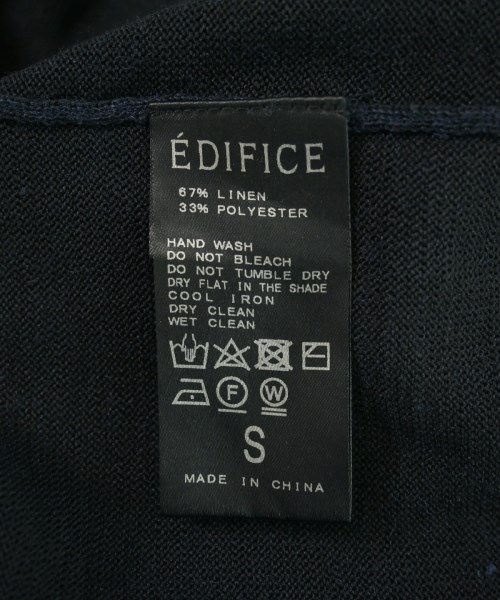 ÉDIFICE
67% LINEN
33% POLYESTER
HAND WASH
DO NOT BLEACH
DO NOT TUMBLE DRY
DRY FLAT IN THE SHADE
COOL IRON
DRY CLEAN
WET CLEAN
F W
S
MADE IN CHINA